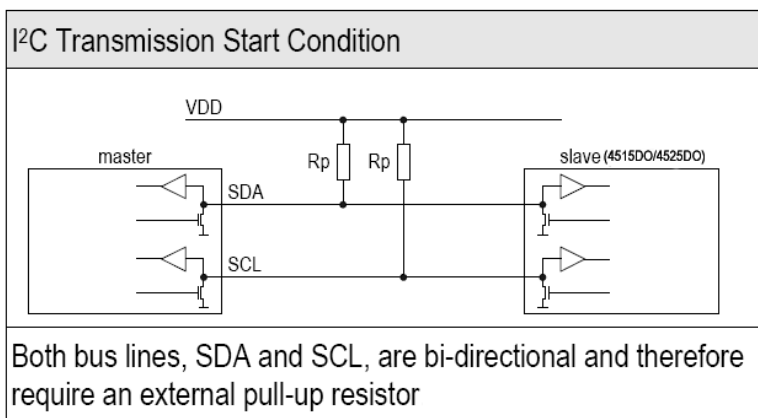 I²C Transmission Start Condition
VDD
master
Rp
Rp
slave (4515DO/4525DO)
SDA
SCL
Both bus lines, SDA and SCL, are bi-directional and therefore
require an external pull-up resistor